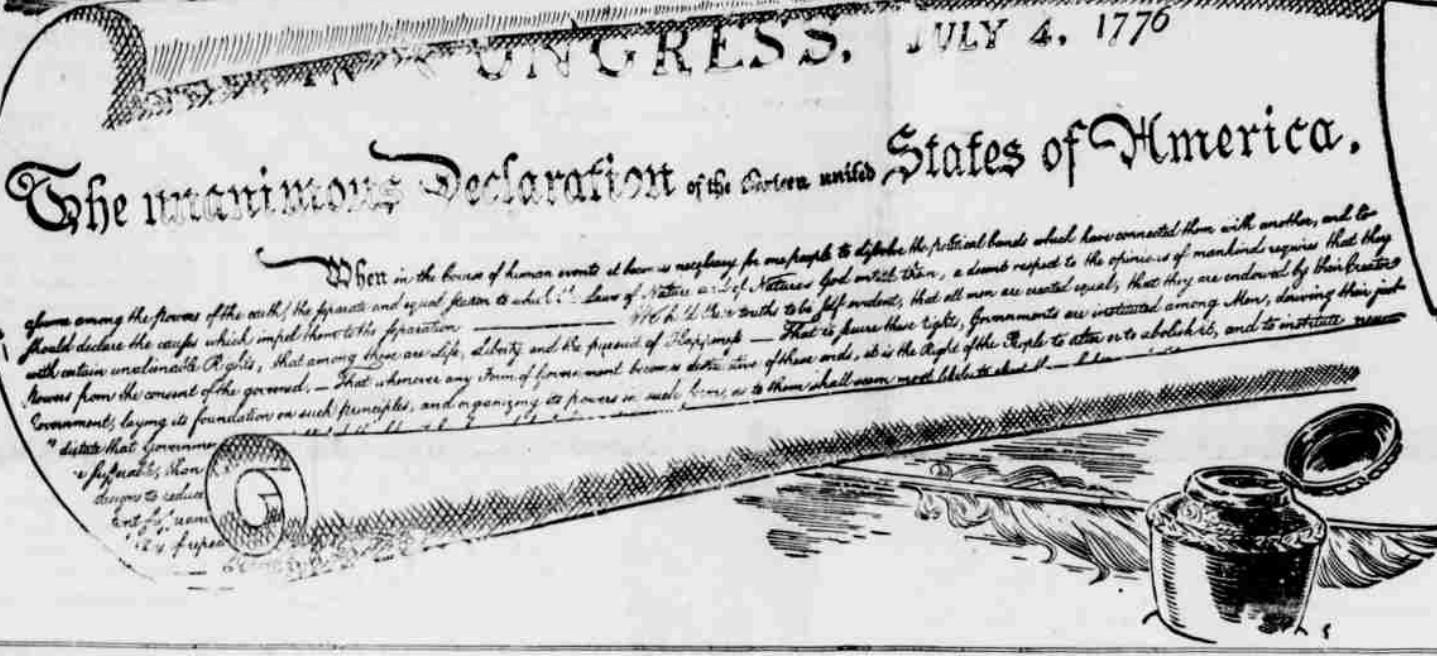 IN CONGRESS, JULY 4, 1776
The unanimous Declaration of the thirteen united States of America.
When in the Course of human events it becomes necessary for one people to dissolve the political bands which have connected them with another, and to
assume among the Powers of the earth, the separate and equal station to which the Laws of Nature and of Nature's God entitle them, a decent respect to the opinions of mankind requires that they
should declare the causes which impel them to the separation — We hold these truths to be self evident, that all men are created equal, that they are endowed by their Creator
with certain unalienable Rights, that among these are Life, Liberty and the pursuit of Happiness — That to secure these rights, Governments are instituted among Men, deriving their just
Powers from the consent of the governed, — That whenever any Form of Government becomes destructive of these ends, it is the Right of the People to alter or to abolish it, and to institute new
Government, laying its foundation on such principles, and organizing its powers in such form, as to them shall seem most likely to
dictate that Governmen
sufferable, than
designs to reduce